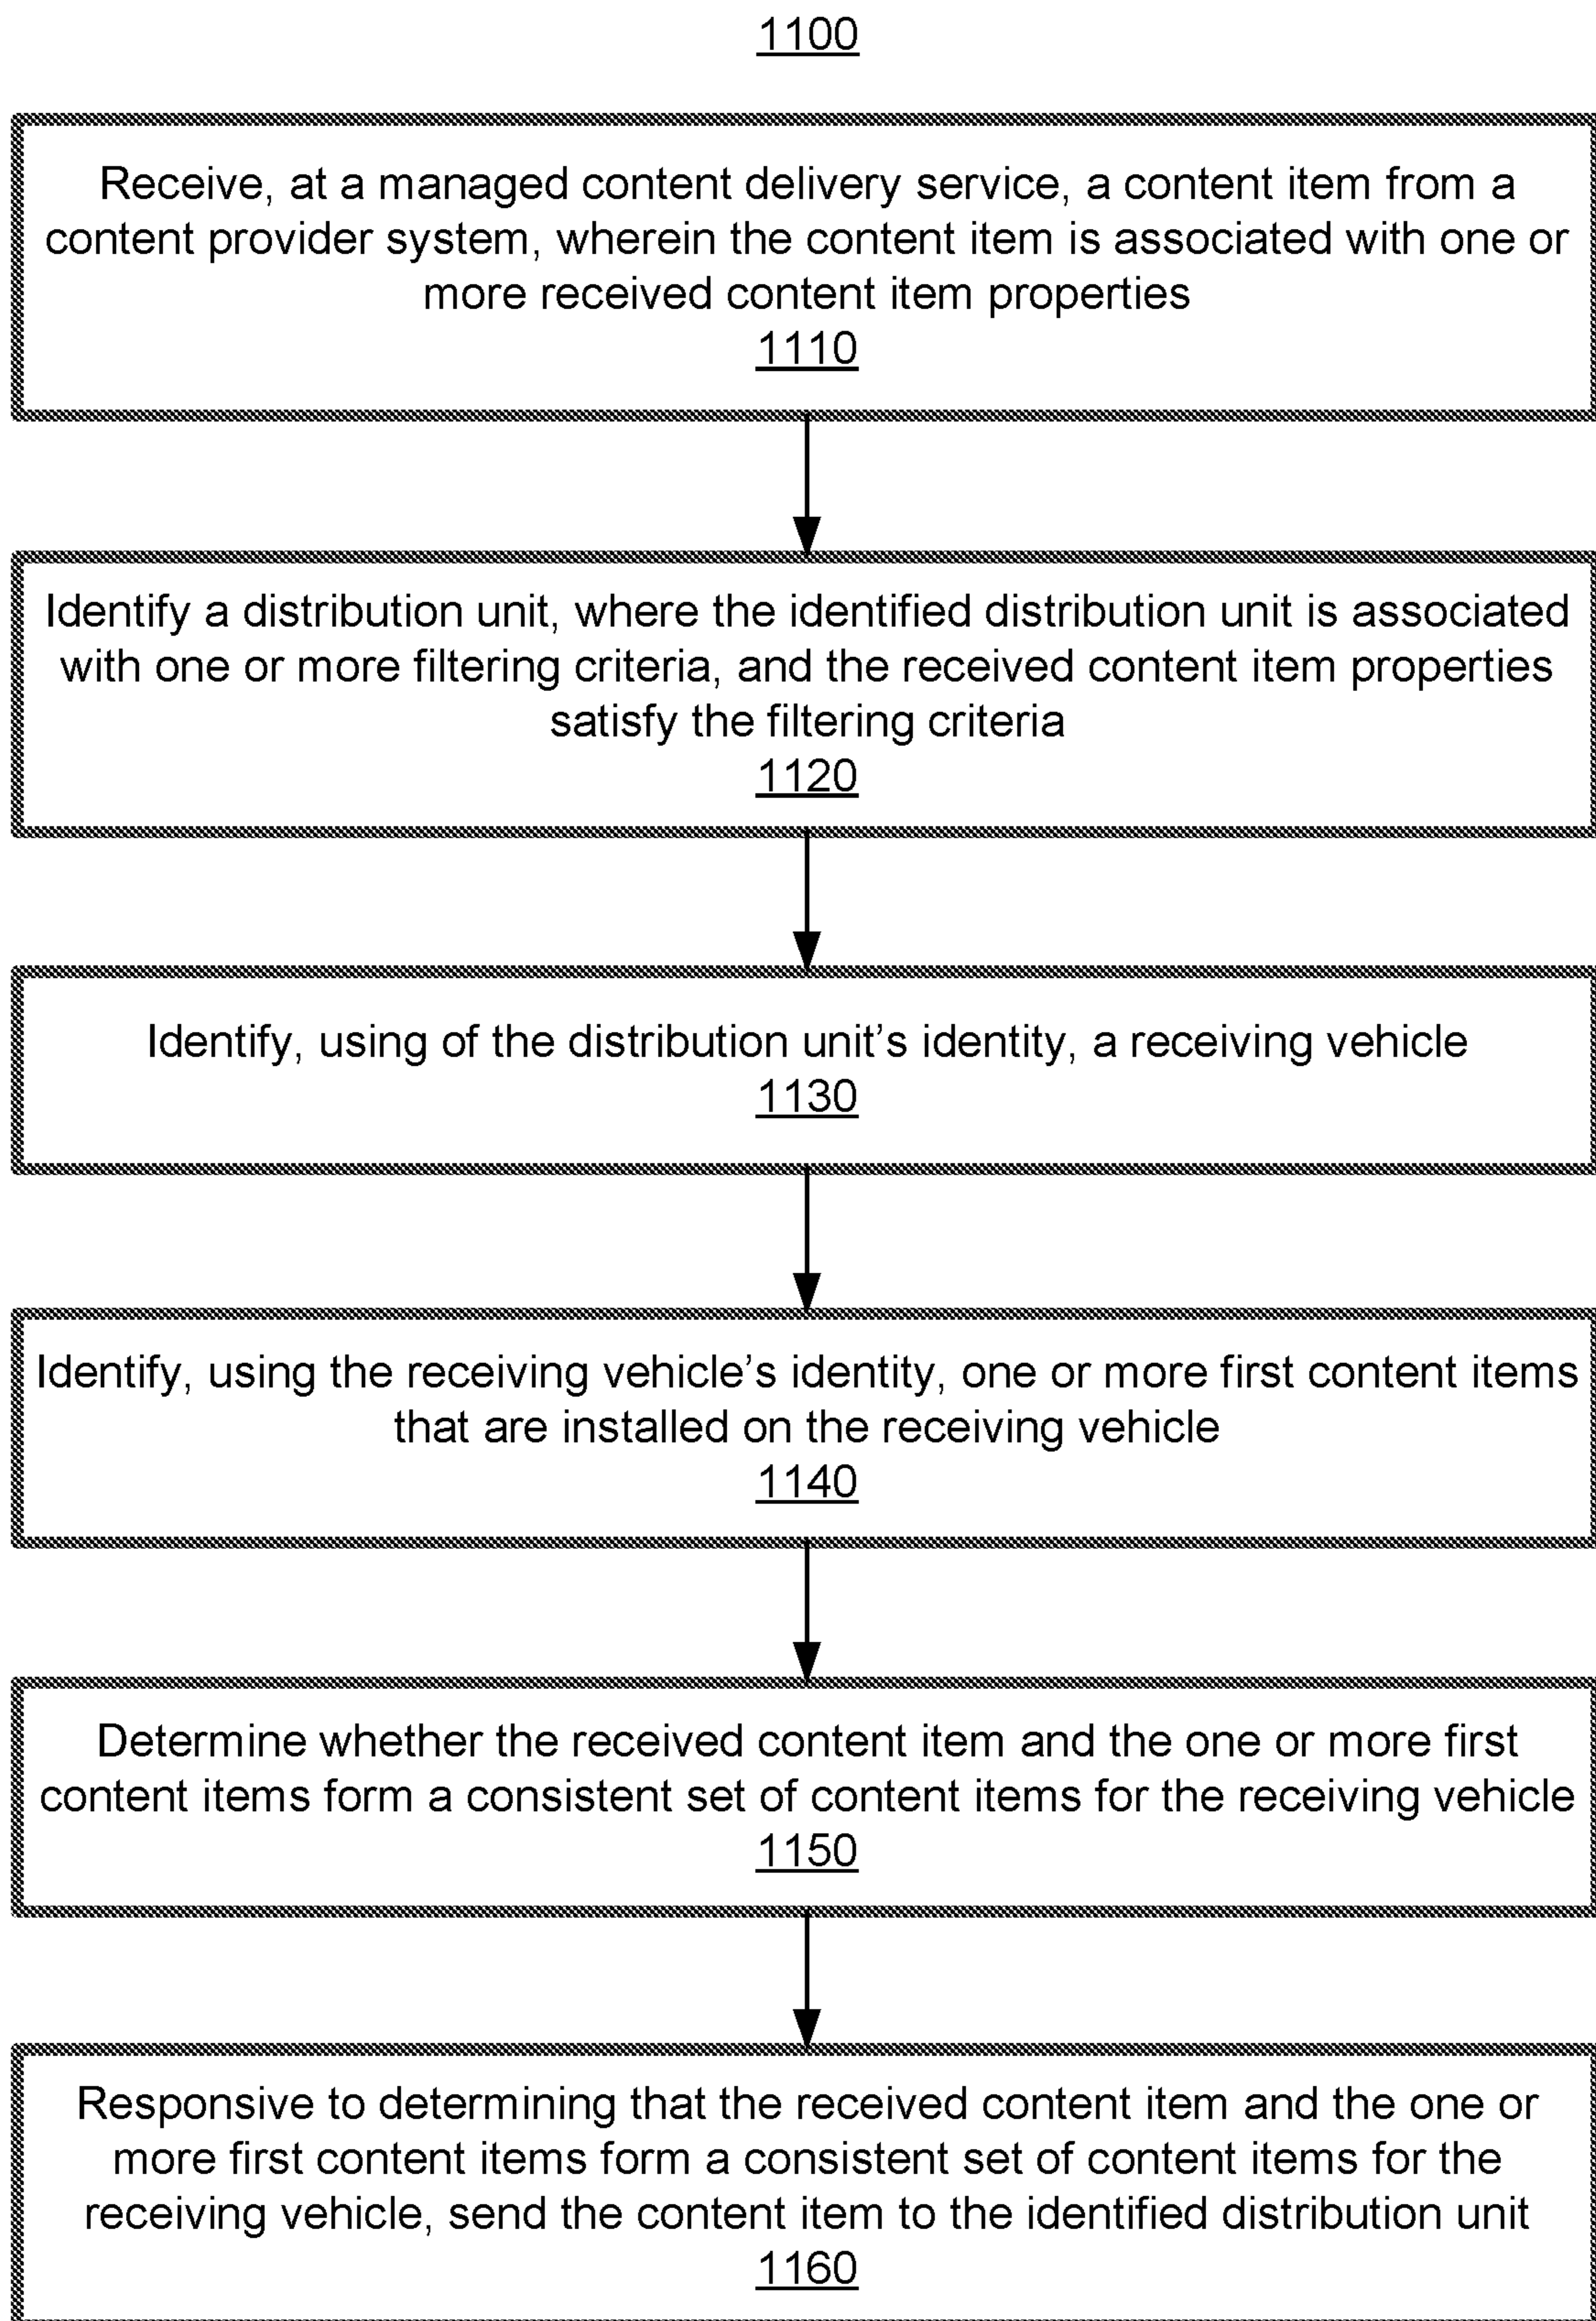 1100
Receive, at a managed content delivery service, a content item from a
content provider system, wherein the content item is associated with one or
more received content item properties
1110
Identify a distribution unit, where the identified distribution unit is associated
with one or more filtering criteria, and the received content item properties
satisfy the filtering criteria
1120
Identify, using of the distribution unit's identity, a receiving vehicle
1130
Identify, using the receiving vehicle's identity, one or more first content items
that are installed on the receiving vehicle
1140
Determine whether the received content item and the one or more first
content items form a consistent set of content items for the receiving vehicle
1150
Responsive to determining that the received content item and the one or
more first content items form a consistent set of content items for the
receiving vehicle, send the content item to the identified distribution unit
1160